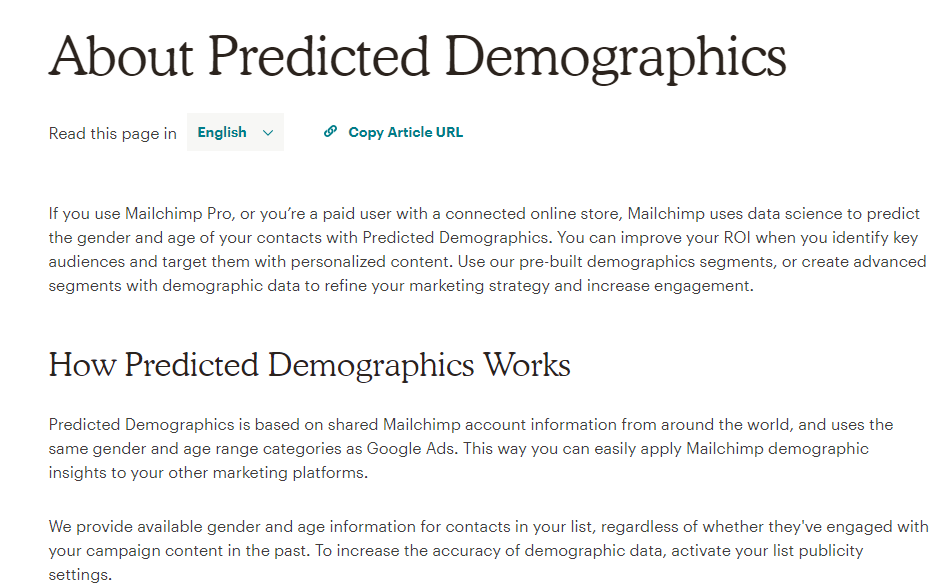 About Predicted Demographics
Read this page in English Copy Article URL
If you use Mailchimp Pro, or you’re a paid user with a connected online store, Mailchimp uses data science to predict
the gender and age of your contacts with Predicted Demographics. You can improve your ROI when you identify key
audiences and target them with personalized content. Use our pre-built demographics segments, or create advanced
segments with demographic data to refine your marketing strategy and increase engagement.
How Predicted Demographics Works
Predicted Demographics is based on shared Mailchimp account information from around the world, and uses the
same gender and age range categories as Google Ads. This way you can easily apply Mailchimp demographic
insights to your other marketing platforms.
We provide available gender and age information for contacts in your list, regardless of whether they've engaged with
your campaign content in the past. To increase the accuracy of demographic data, activate your list publicity
settings.